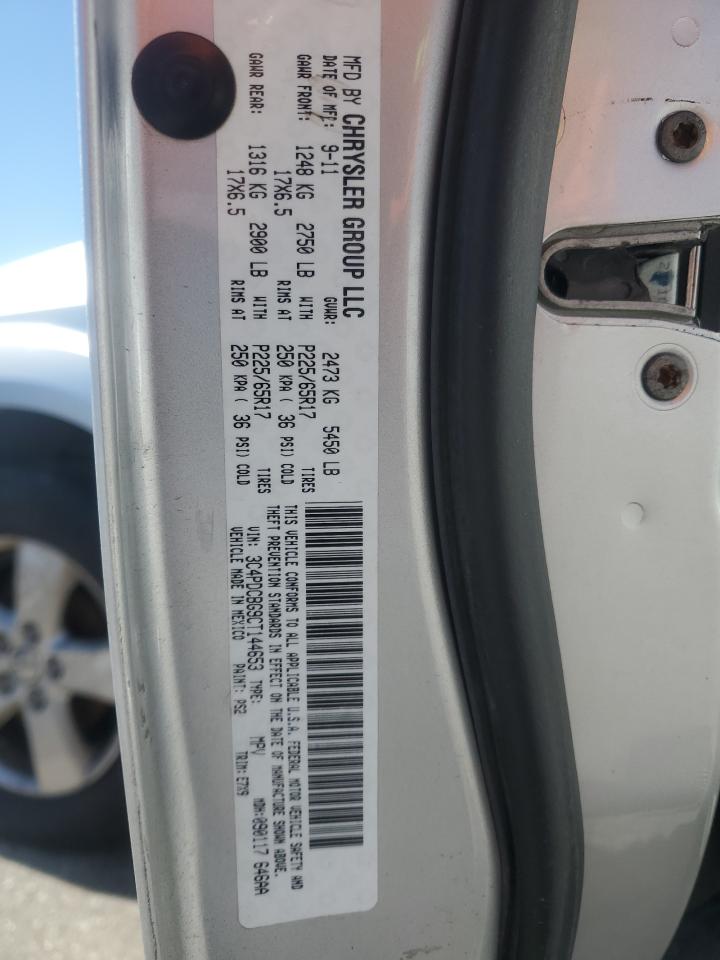 MFD BY CHRYSLER GROUP LLC
DATE OF MFR: 9-11 GVWR: 2473 KG 5450 LB
GAWR FRONT: 1248 KG 2750 LB WITH P225/65R17 TIRES
17X6.5 RIMS AT 250 KPA ( 36 PSI) COLD
GAWR REAR: 1316 KG 2900 LB WITH P225/65R17 TIRES
17X6.5 RIMS AT 250 KPA ( 36 PSI) COLD
THIS VEHICLE CONFORMS TO ALL APPLICABLE U.S.A. FEDERAL MOTOR VEHICLE SAFETY AND
THEFT PREVENTION STANDARDS IN EFFECT ON THE DATE OF MANUFACTURE SHOWN ABOVE.
VIN: 3C4PDCBG9CT144653 TYPE: MPV MDH:090117 646AA
VEHICLE MADE IN MEXICO PAINT: PS2 TRIM: E7X9